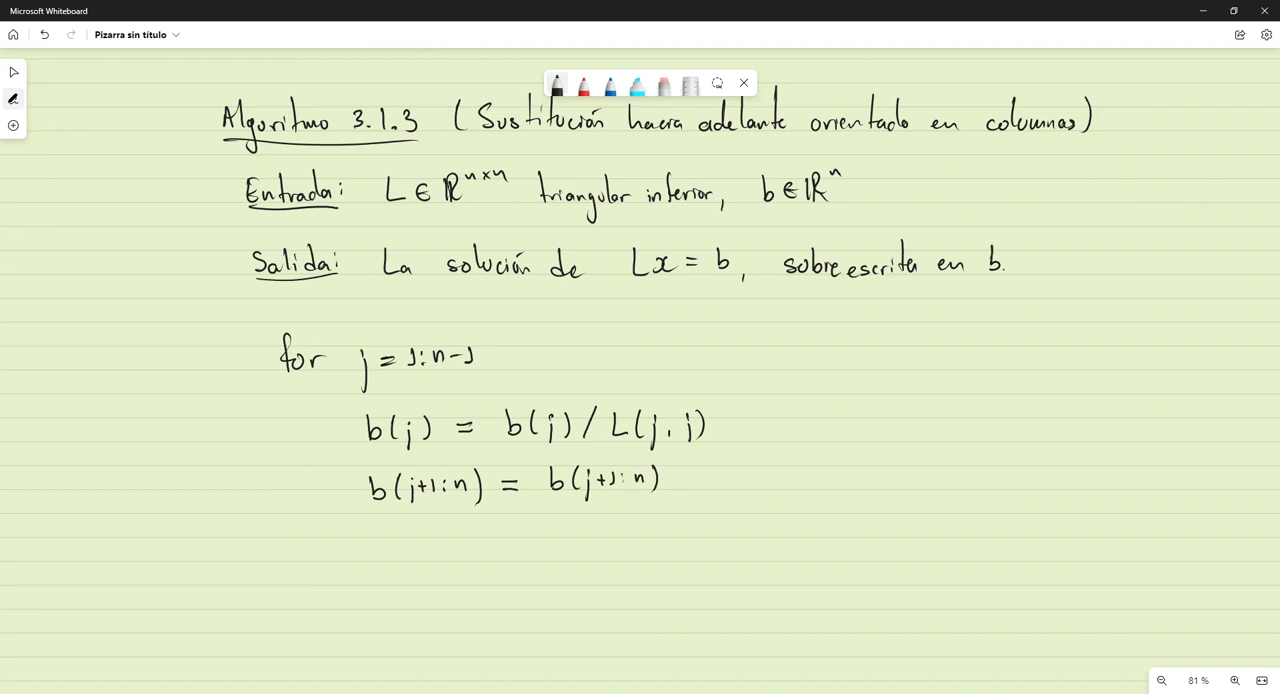 Microsoft Whiteboard
Pizarra sin título
Algoritmo 3.1.3 (Sustitución hacia adelante orientado en columnas)
Entrada: L ∈ ℝⁿˣⁿ triangular inferior, b ∈ ℝⁿ
Salida: La solución de Lx = b, sobreescrita en b.
for j = 1:n-1
b(j) = b(j) / L(j,j)
b(j+1:n) = b(j+1:n)
81 %